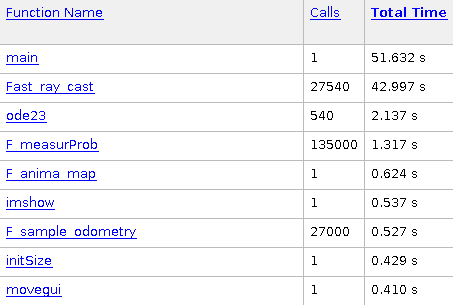 Function Name Calls Total Time
main 1 51.632 s
Fast_ray_cast 27540 42.997 s
ode23 540 2.137 s
F_measurProb 135000 1.317 s
F_anima_map 1 0.624 s
imshow 1 0.537 s
F_sample_odometry 27000 0.527 s
initSize 1 0.429 s
movegui 1 0.410 s